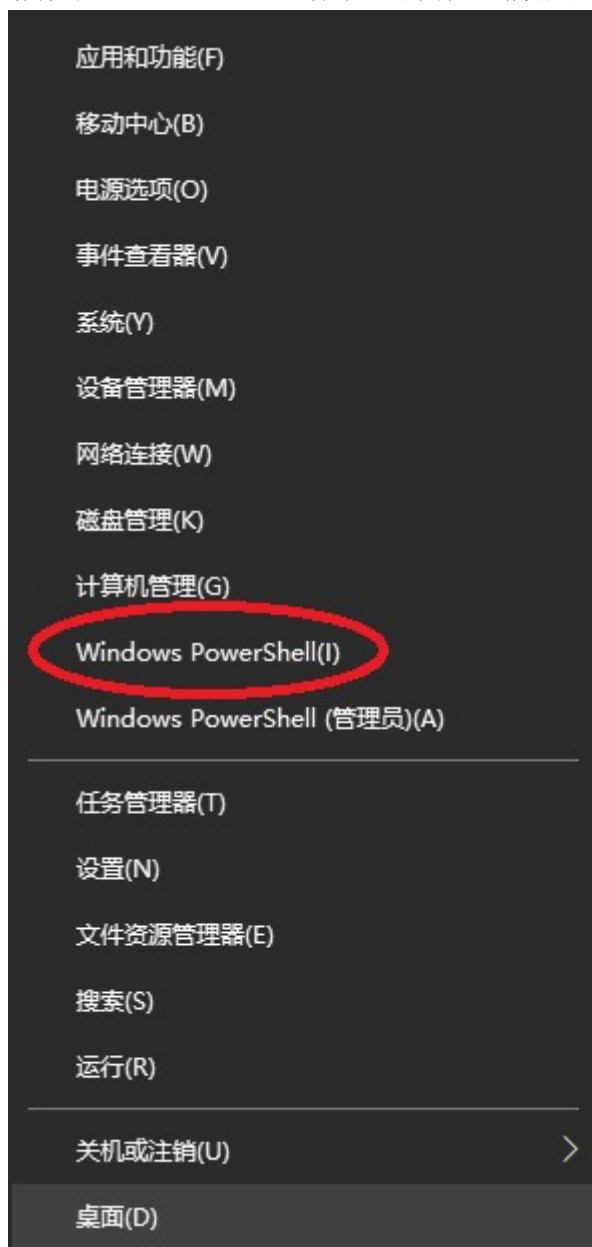 应用和功能(F)
移动中心(B)
电源选项(O)
事件查看器(V)
系统(Y)
设备管理器(M)
网络连接(W)
磁盘管理(K)
计算机管理(G)
Windows PowerShell(I)
Windows PowerShell (管理员)(A)
任务管理器(T)
设置(N)
文件资源管理器(E)
搜索(S)
运行(R)
关机或注销(U)
桌面(D)